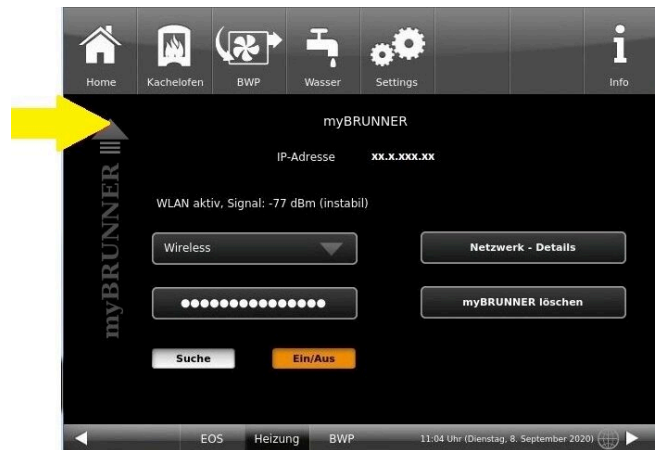 Home Kachelofen BWP Wasser Settings Info
myBRUNNER
IP-Adresse xx.x.xxx.xx
myBRUNNER
WLAN aktiv, Signal: -77 dBm (instabil)
Wireless Netzwerk - Details
myBRUNNER löschen
Suche Ein/Aus
EOS Heizung BWP 11:04 Uhr (Dienstag, 8. September 2020)